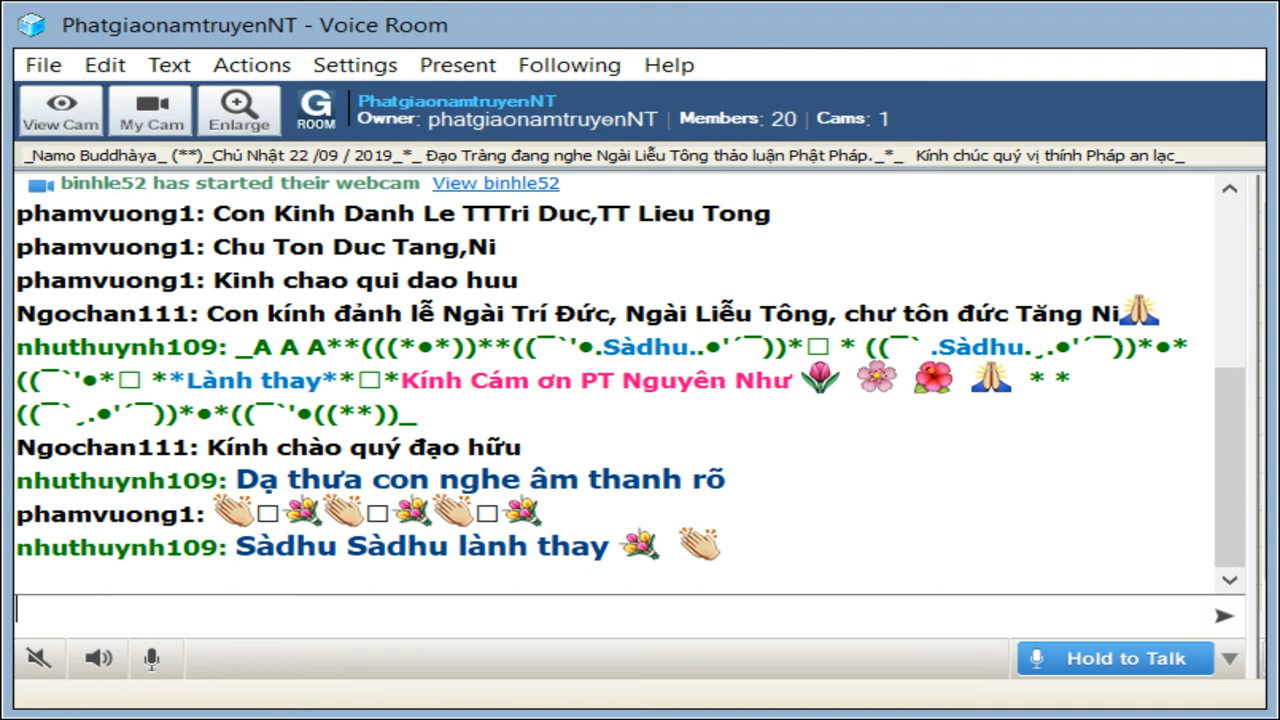 PhatgiaonamtruyenNT - Voice Room
File Edit Text Actions Settings Present Following Help
View Cam My Cam Enlarge G ROOM PhatgiaonamtruyenNT
Owner: phatgiaonamtruyenNT | Members: 20 | Cams: 1
_Namo Buddhàya_ (**)_Chủ Nhật 22 /09 / 2019_*_ Đạo Tràng đang nghe Ngài Liễu Tông thảo luận Phật Pháp._*_ Kính chúc quý vị thính Pháp an lạc_
binhle52 has started their webcam View binhle52
phamvuong1: Con Kinh Danh Le TTTri Duc,TT Lieu Tong
phamvuong1: Chu Ton Duc Tang,Ni
phamvuong1: Kinh chao qui dao huu
Ngochan111: Con kính đảnh lễ Ngài Trí Đức, Ngài Liễu Tông, chư tôn đức Tăng Ni🙏
nhuthuynh109: _A A A**(((*●*))**((¯`'●.Sàdhu..●'´¯))*□ * ((¯` .Sàdhu.¸.●'´¯))*●*
((¯`'●*□ **Lành thay**□*Kính Cám ơn PT Nguyên Như 🌷 🌸 🌺 🙏 * *
((¯`¸.●'´¯))*●*((¯`'●((**))_
Ngochan111: Kính chào quý đạo hữu
nhuthuynh109: Dạ thưa con nghe âm thanh rõ
phamvuong1: 👏□💐👏□💐👏□💐
nhuthuynh109: Sàdhu Sàdhu lành thay 💐 👏
Hold to Talk